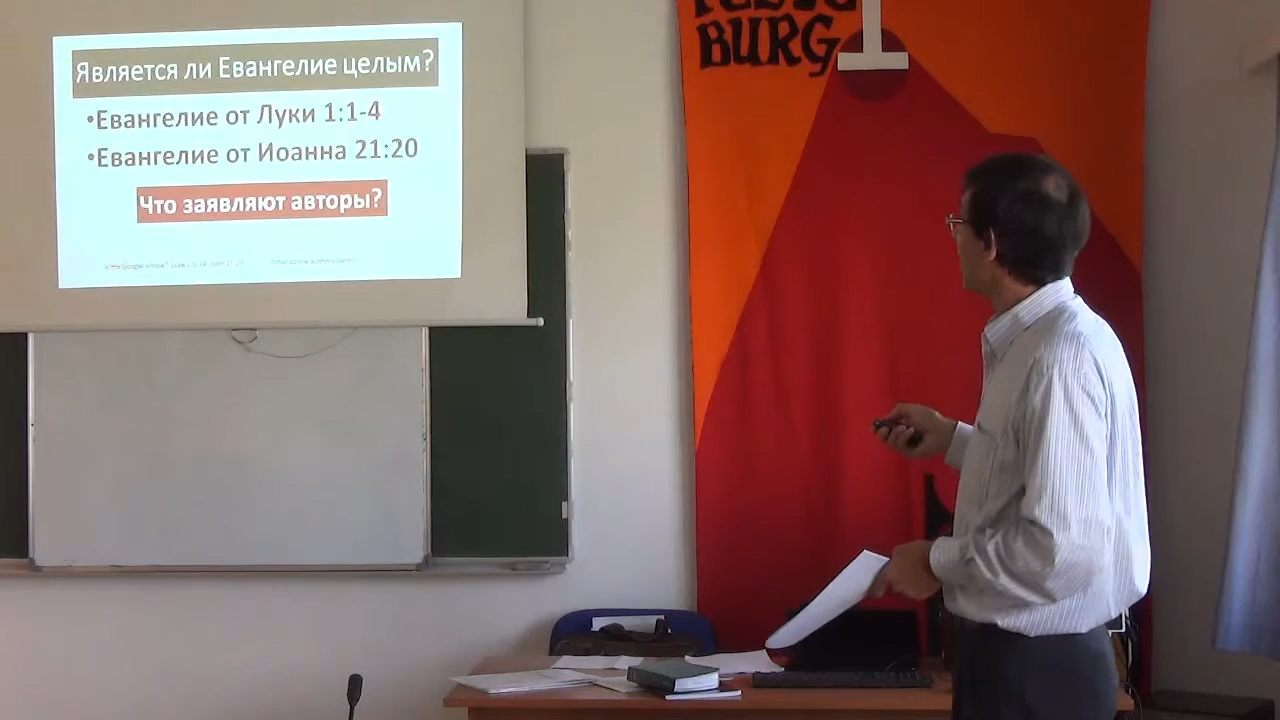 Является ли Евангелие целым?
•Евангелие от Луки 1:1-4
•Евангелие от Иоанна 21:20
Что заявляют авторы?
BURG